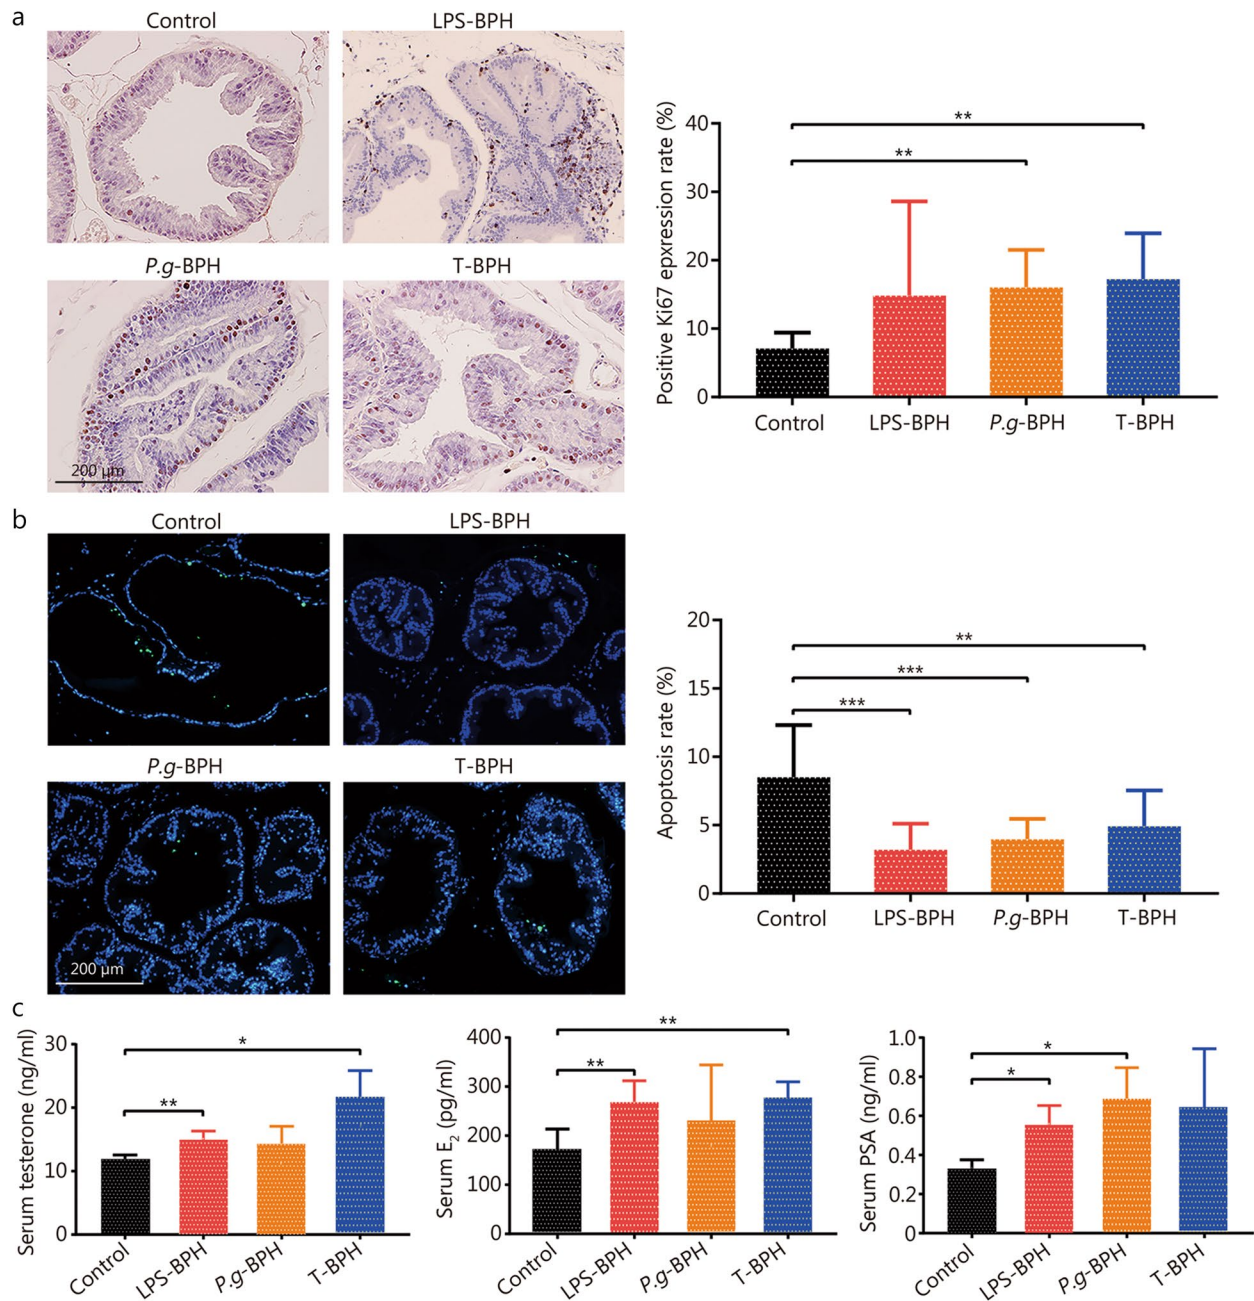 a
Control
LPS-BPH
P.g-BPH
T-BPH
200 μm
Positive Ki67 epxression rate (%)
40
30
20
10
0
**
**
Control
LPS-BPH
P.g-BPH
T-BPH
b
Control
LPS-BPH
P.g-BPH
T-BPH
200 μm
Apoptosis rate (%)
20
15
10
5
0
**
***
***
Control
LPS-BPH
P.g-BPH
T-BPH
c
Serum testerone (ng/ml)
30
20
10
0
*
**
Control
LPS-BPH
P.g-BPH
T-BPH
Serum E2 (pg/ml)
400
300
200
100
0
**
**
Control
LPS-BPH
P.g-BPH
T-BPH
Serum PSA (ng/ml)
1.0
0.8
0.6
0.4
0.2
0
*
*
Control
LPS-BPH
P.g-BPH
T-BPH